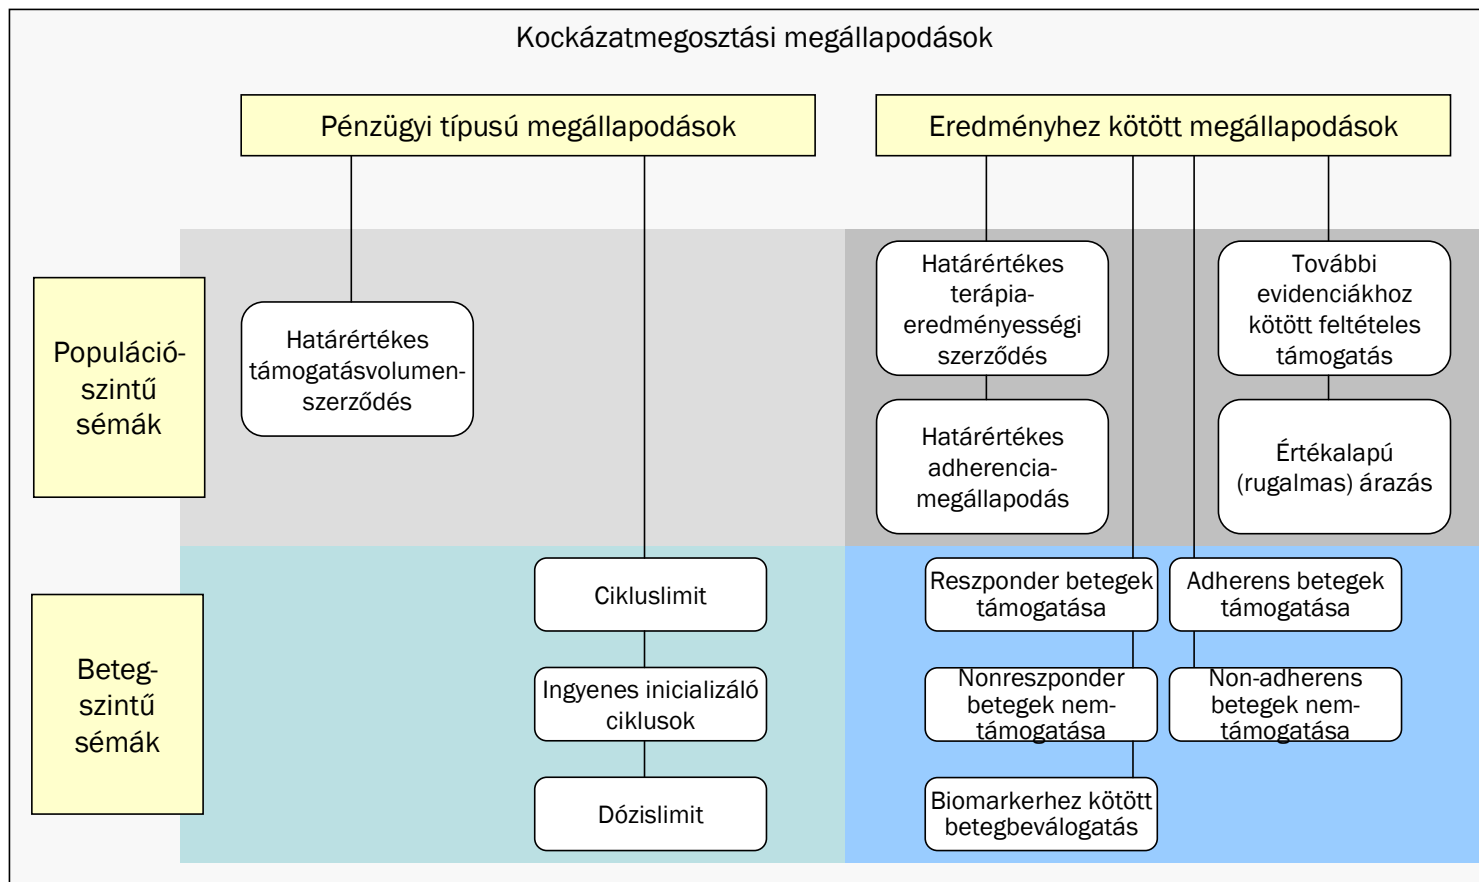 Kockázatmegosztási megállapodások
Pénzügyi típusú megállapodások
Eredményhez kötött megállapodások
Populáció-
szintű
sémák
Határértékes
támogatásvolumen-
szerződés
Határértékes
terápia-
eredményességi
szerződés
További
evidenciákhoz
kötött feltételes
támogatás
Határértékes
adherencia-
megállapodás
Értékalapú
(rugalmas) árazás
Beteg-
szintű
sémák
Cikluslimit
Ingyenes inicializáló
ciklusok
Dózislimit
Reszponder betegek
támogatása
Adherens betegek
támogatása
Nonreszponder
betegek nem-
támogatása
Non-adherens
betegek nem-
támogatása
Biomarkerhez kötött
betegbeválogatás